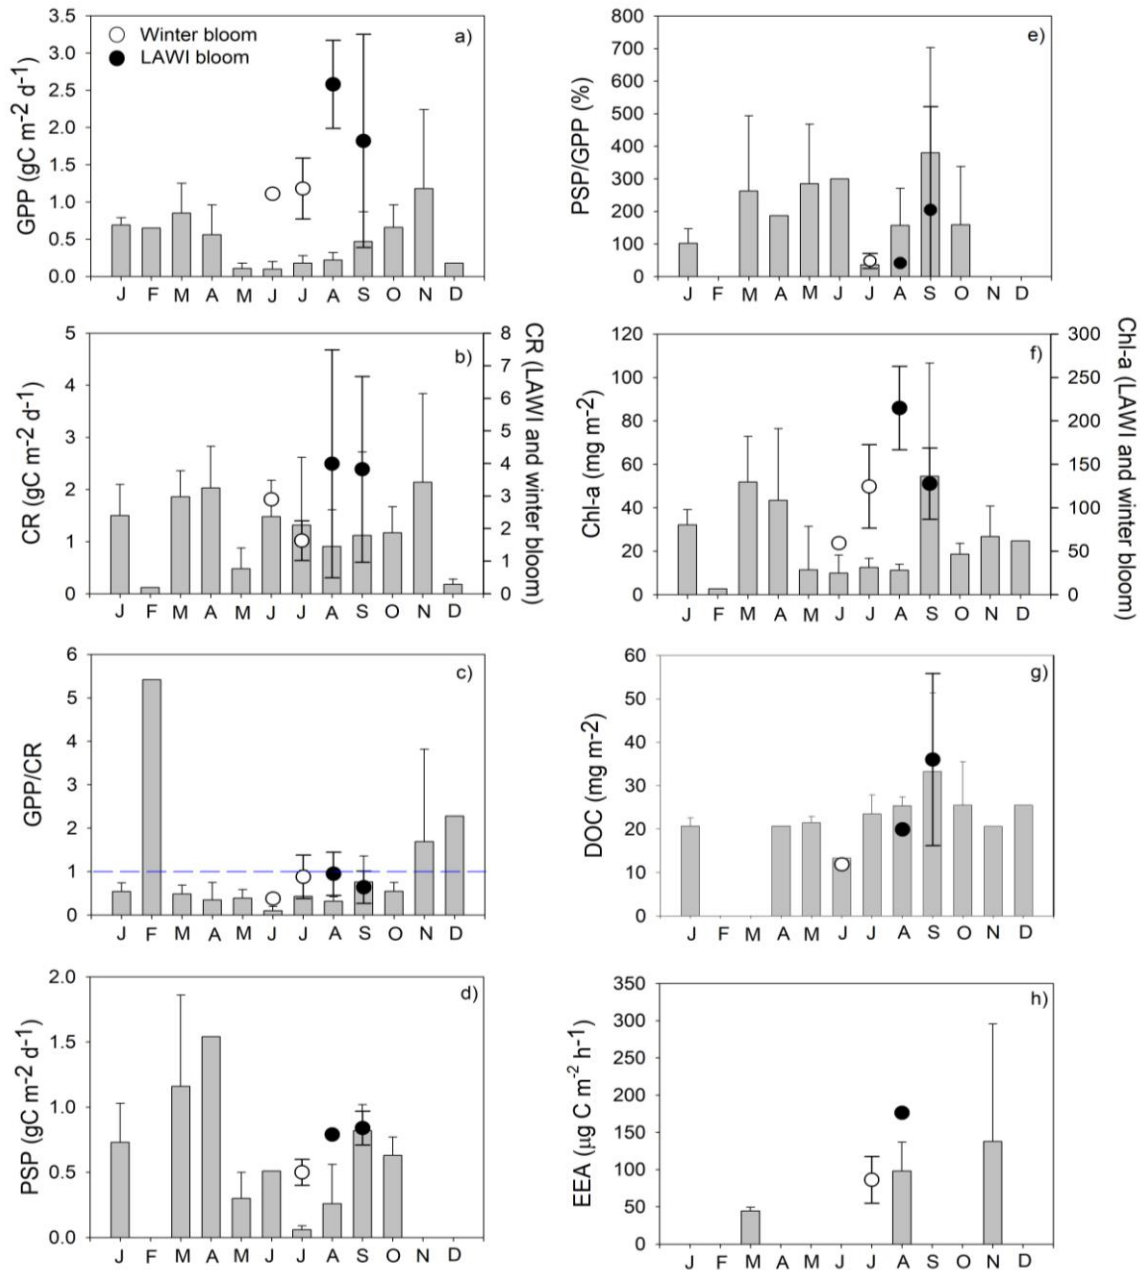 Winter bloom
LAWI bloom
a)
GPP (gC m-2 d-1)
3.5
3.0
2.5
2.0
1.5
1.0
0.5
0.0
J F M A M J J A S O N D
e)
PSP/GPP (%)
800
700
600
500
400
300
200
100
0
J F M A M J J A S O N D
b)
CR (gC m-2 d-1)
5
4
3
2
1
0
J F M A M J J A S O N D
8
7
6
5
4
3
2
1
0
CR (LAWI and winter bloom)
f)
Chl-a (mg m-2)
120
100
80
60
40
20
0
J F M A M J J A S O N D
300
250
200
150
100
50
0
Chl-a (LAWI and winter bloom)
c)
GPP/CR
6
5
4
3
2
1
0
J F M A M J J A S O N D
g)
DOC (mg m-2)
60
50
40
30
20
10
0
J F M A M J J A S O N D
d)
PSP (gC m-2 d-1)
2.0
1.5
1.0
0.5
0.0
J F M A M J J A S O N D
h)
EEA (µg C m-2 h-1)
350
300
250
200
150
100
50
0
J F M A M J J A S O N D